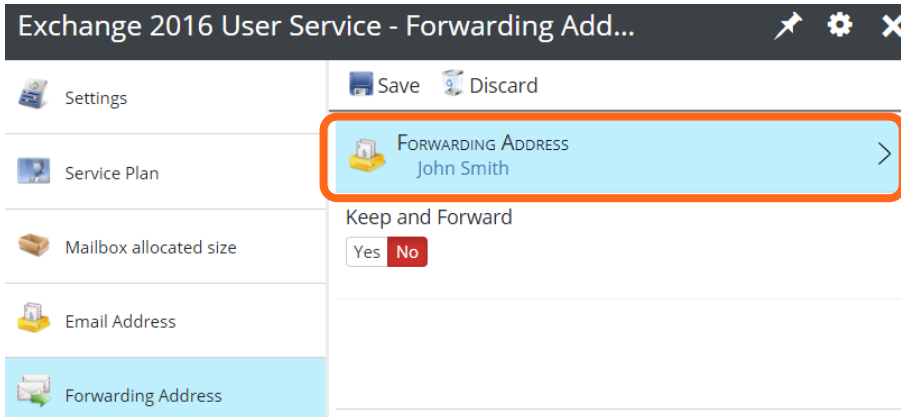 Exchange 2016 User Service - Forwarding Add...
Settings
Service Plan
Mailbox allocated size
Email Address
Forwarding Address
Save Discard
Forwarding Address
John Smith
Keep and Forward
Yes No